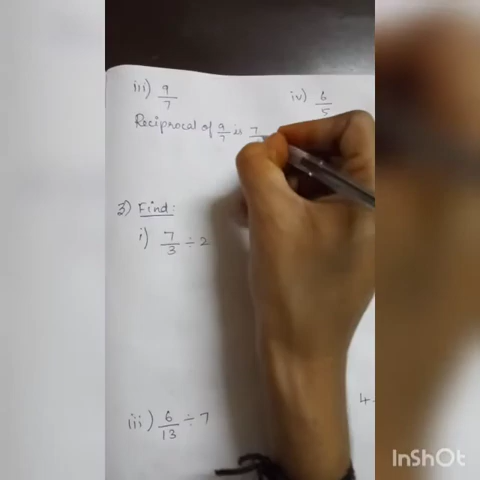 iii) 9/7
iv) 6/5
Reciprocal of 9/7 is 7/
3) Find:
i) 7/3 ÷ 2
iii) 6/13 ÷ 7
4.
InShOt